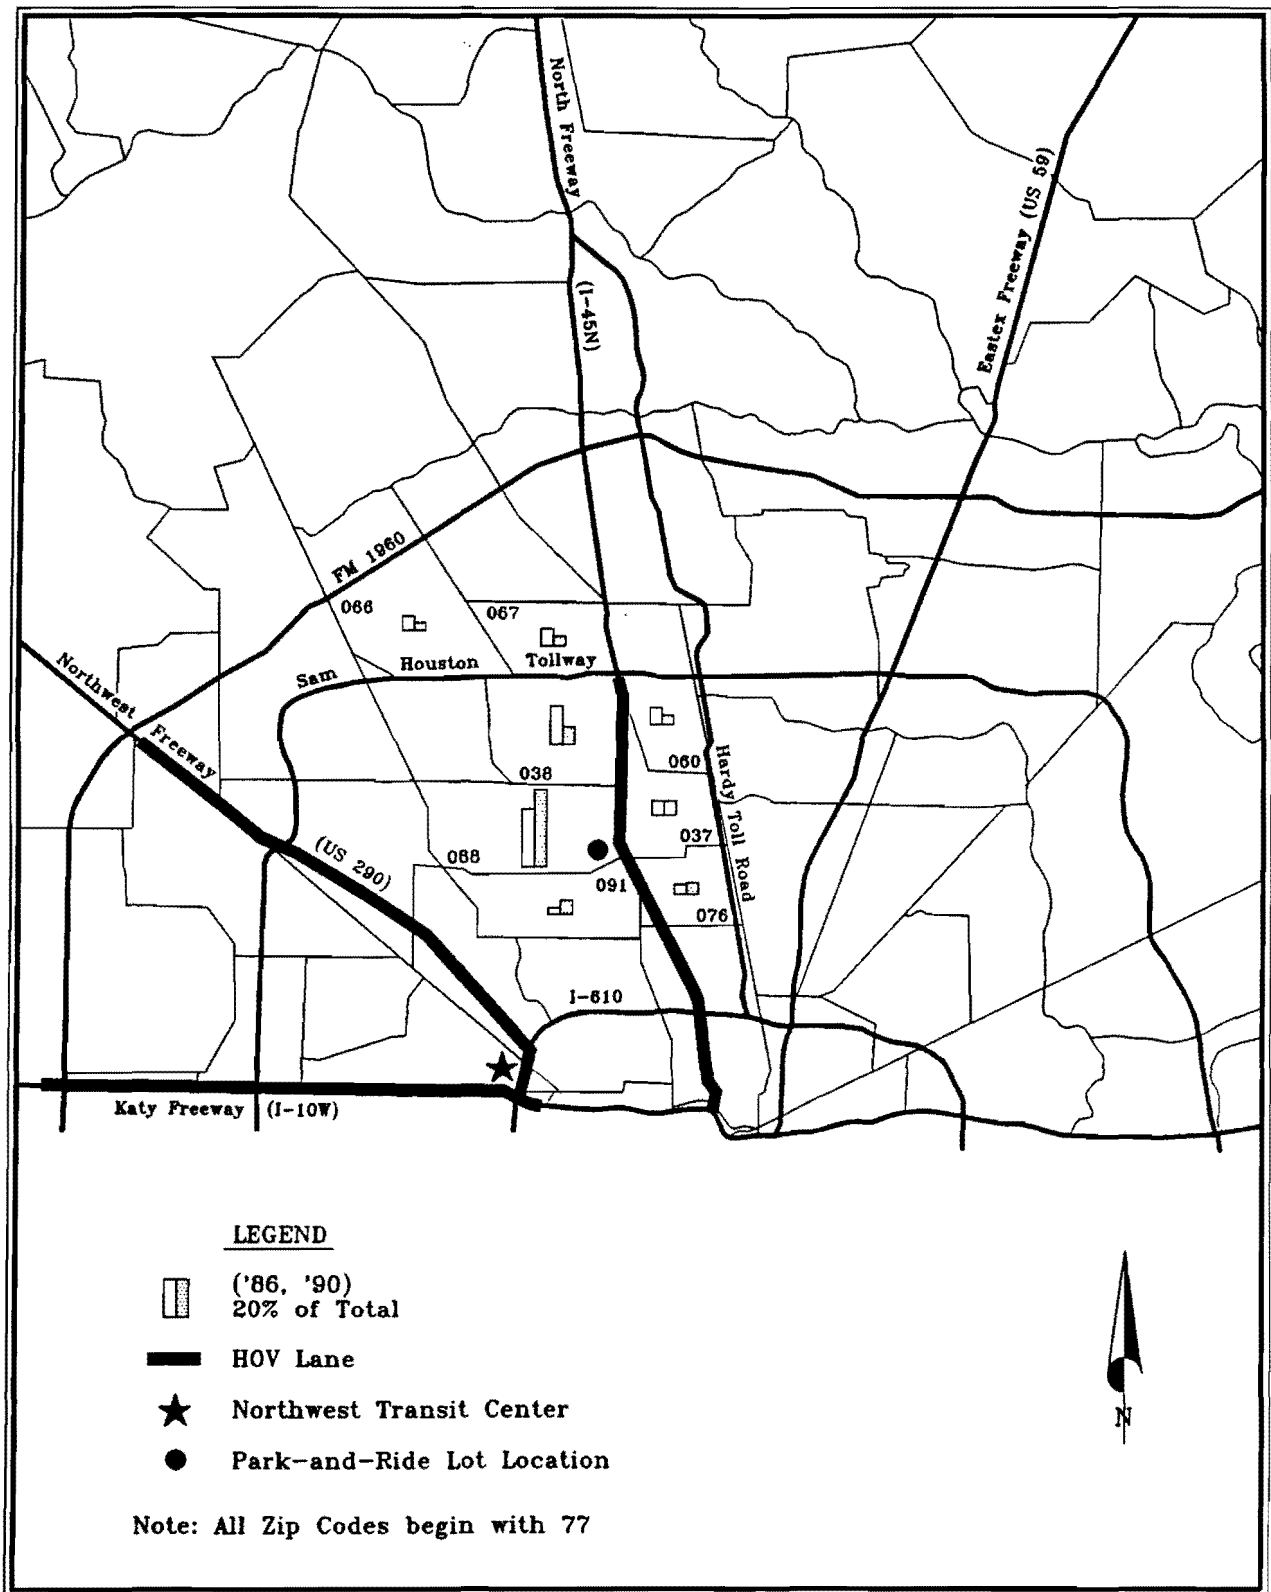 North Freeway
Eastex Freeway (US 59)
(I-45N)
FM 1960
066
067
Northwest Freeway
Sam Houston Tollway
038
060
Hardy Toll Road
(US 290)
088
037
091
076
I-610
Katy Freeway (I-10W)
LEGEND
('86, '90)
20% of Total
HOV Lane
Northwest Transit Center
Park-and-Ride Lot Location
N
Note: All Zip Codes begin with 77